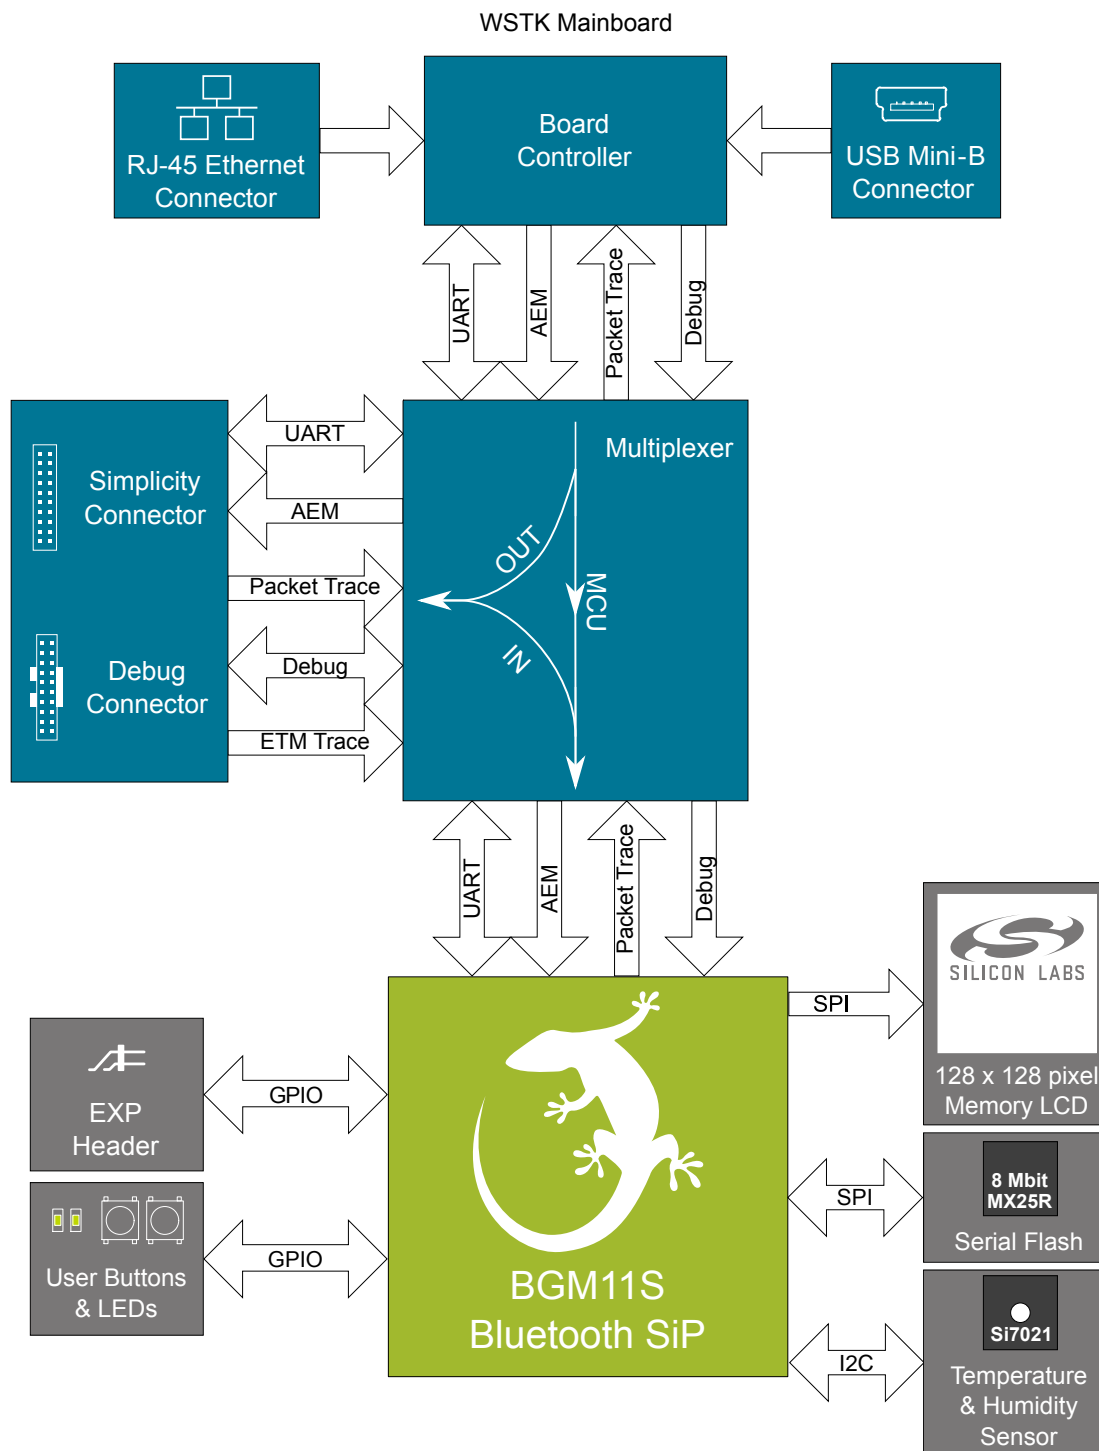 WSTK Mainboard
RJ-45 Ethernet
Connector
Board
Controller
USB Mini-B
Connector
UART
AEM
Packet Trace
Debug
Simplicity
Connector
Debug
Connector
UART
AEM
Packet Trace
Debug
ETM Trace
Multiplexer
OUT
MCU
IN
UART
AEM
Packet Trace
Debug
EXP
Header
GPIO
User Buttons
& LEDs
GPIO
BGM11S
Bluetooth SiP
SPI
SILICON LABS
128 x 128 pixel
Memory LCD
SPI
8 Mbit
MX25R
Serial Flash
I2C
Si7021
Temperature
& Humidity
Sensor